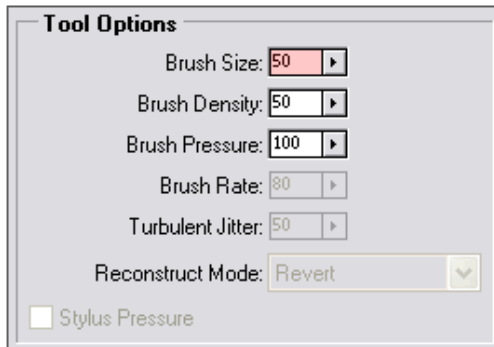 Tool Options
Brush Size: 50
Brush Density: 50
Brush Pressure: 100
Brush Rate: 80
Turbulent Jitter: 50
Reconstruct Mode: Revert
Stylus Pressure